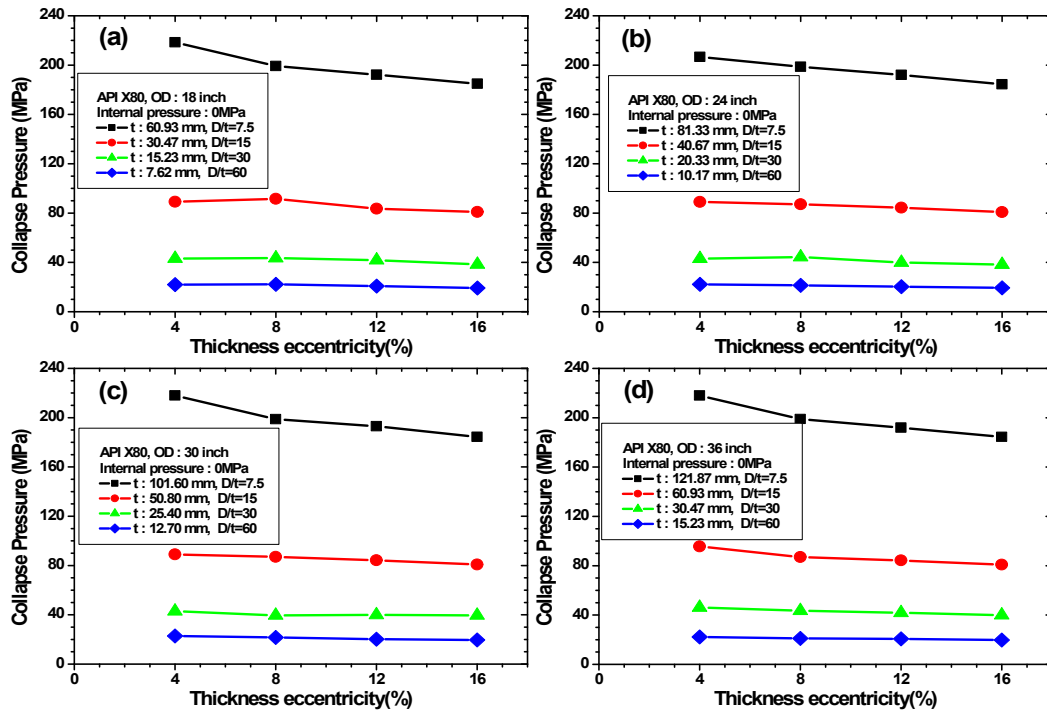 (a)
240
200
160
120
80
40
0
Collapse Pressure (MPa)
API X80, OD : 18 inch
Internal pressure : 0MPa
t : 60.93 mm, D/t=7.5
t : 30.47 mm, D/t=15
t : 15.23 mm, D/t=30
t : 7.62 mm, D/t=60
0 4 8 12 16
Thickness eccentricity(%)
(b)
240
200
160
120
80
40
0
Collapse Pressure (MPa)
API X80, OD : 24 inch
Internal pressure : 0MPa
t : 81.33 mm, D/t=7.5
t : 40.67 mm, D/t=15
t : 20.33 mm, D/t=30
t : 10.17 mm, D/t=60
0 4 8 12 16
Thickness eccentricity(%)
(c)
240
200
160
120
80
40
0
Collapse Pressure (MPa)
API X80, OD : 30 inch
Internal pressure : 0MPa
t : 101.60 mm, D/t=7.5
t : 50.80 mm, D/t=15
t : 25.40 mm, D/t=30
t : 12.70 mm, D/t=60
0 4 8 12 16
Thickness eccentricity(%)
(d)
240
200
160
120
80
40
0
Collapse Pressure (MPa)
API X80, OD : 36 inch
Internal pressure : 0MPa
t : 121.87 mm, D/t=7.5
t : 60.93 mm, D/t=15
t : 30.47 mm, D/t=30
t : 15.23 mm, D/t=60
0 4 8 12 16
Thickness eccentricity(%)